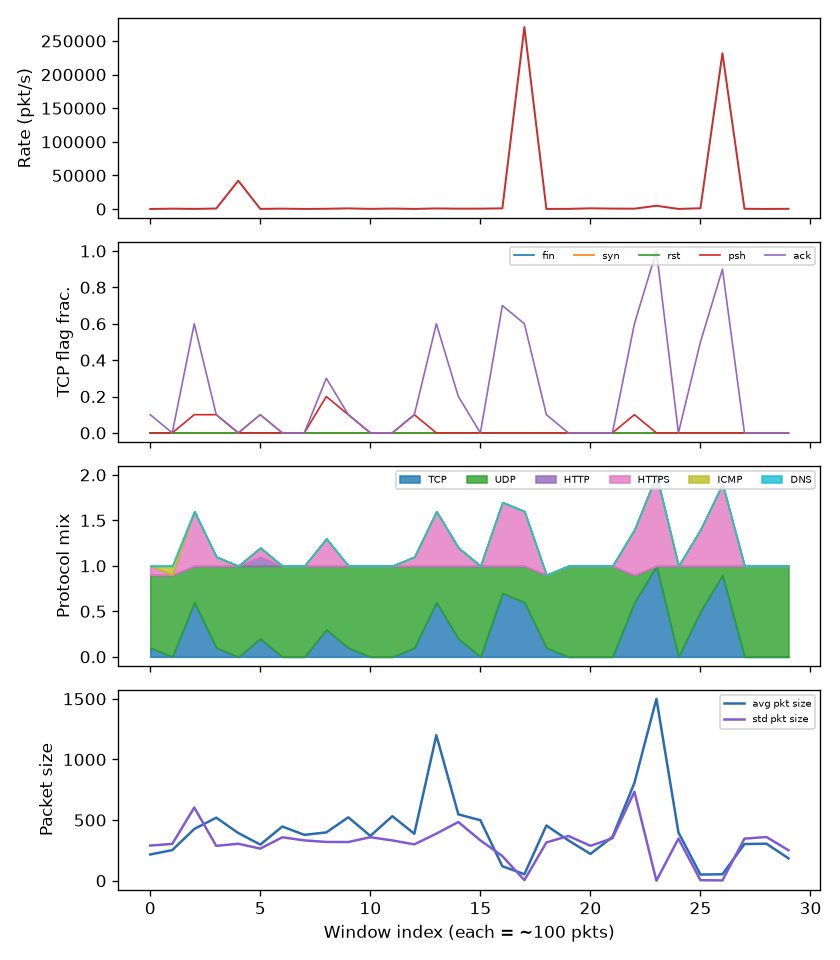 250000
200000
150000
100000
50000
0
Rate (pkt/s)
1.0
0.8
0.6
0.4
0.2
0.0
TCP flag frac.
fin syn rst psh ack
2.0
1.5
1.0
0.5
0.0
Protocol mix
TCP UDP HTTP HTTPS ICMP DNS
1500
1000
500
0
Packet size
avg pkt size
std pkt size
0 5 10 15 20 25 30
Window index (each = ~100 pkts)